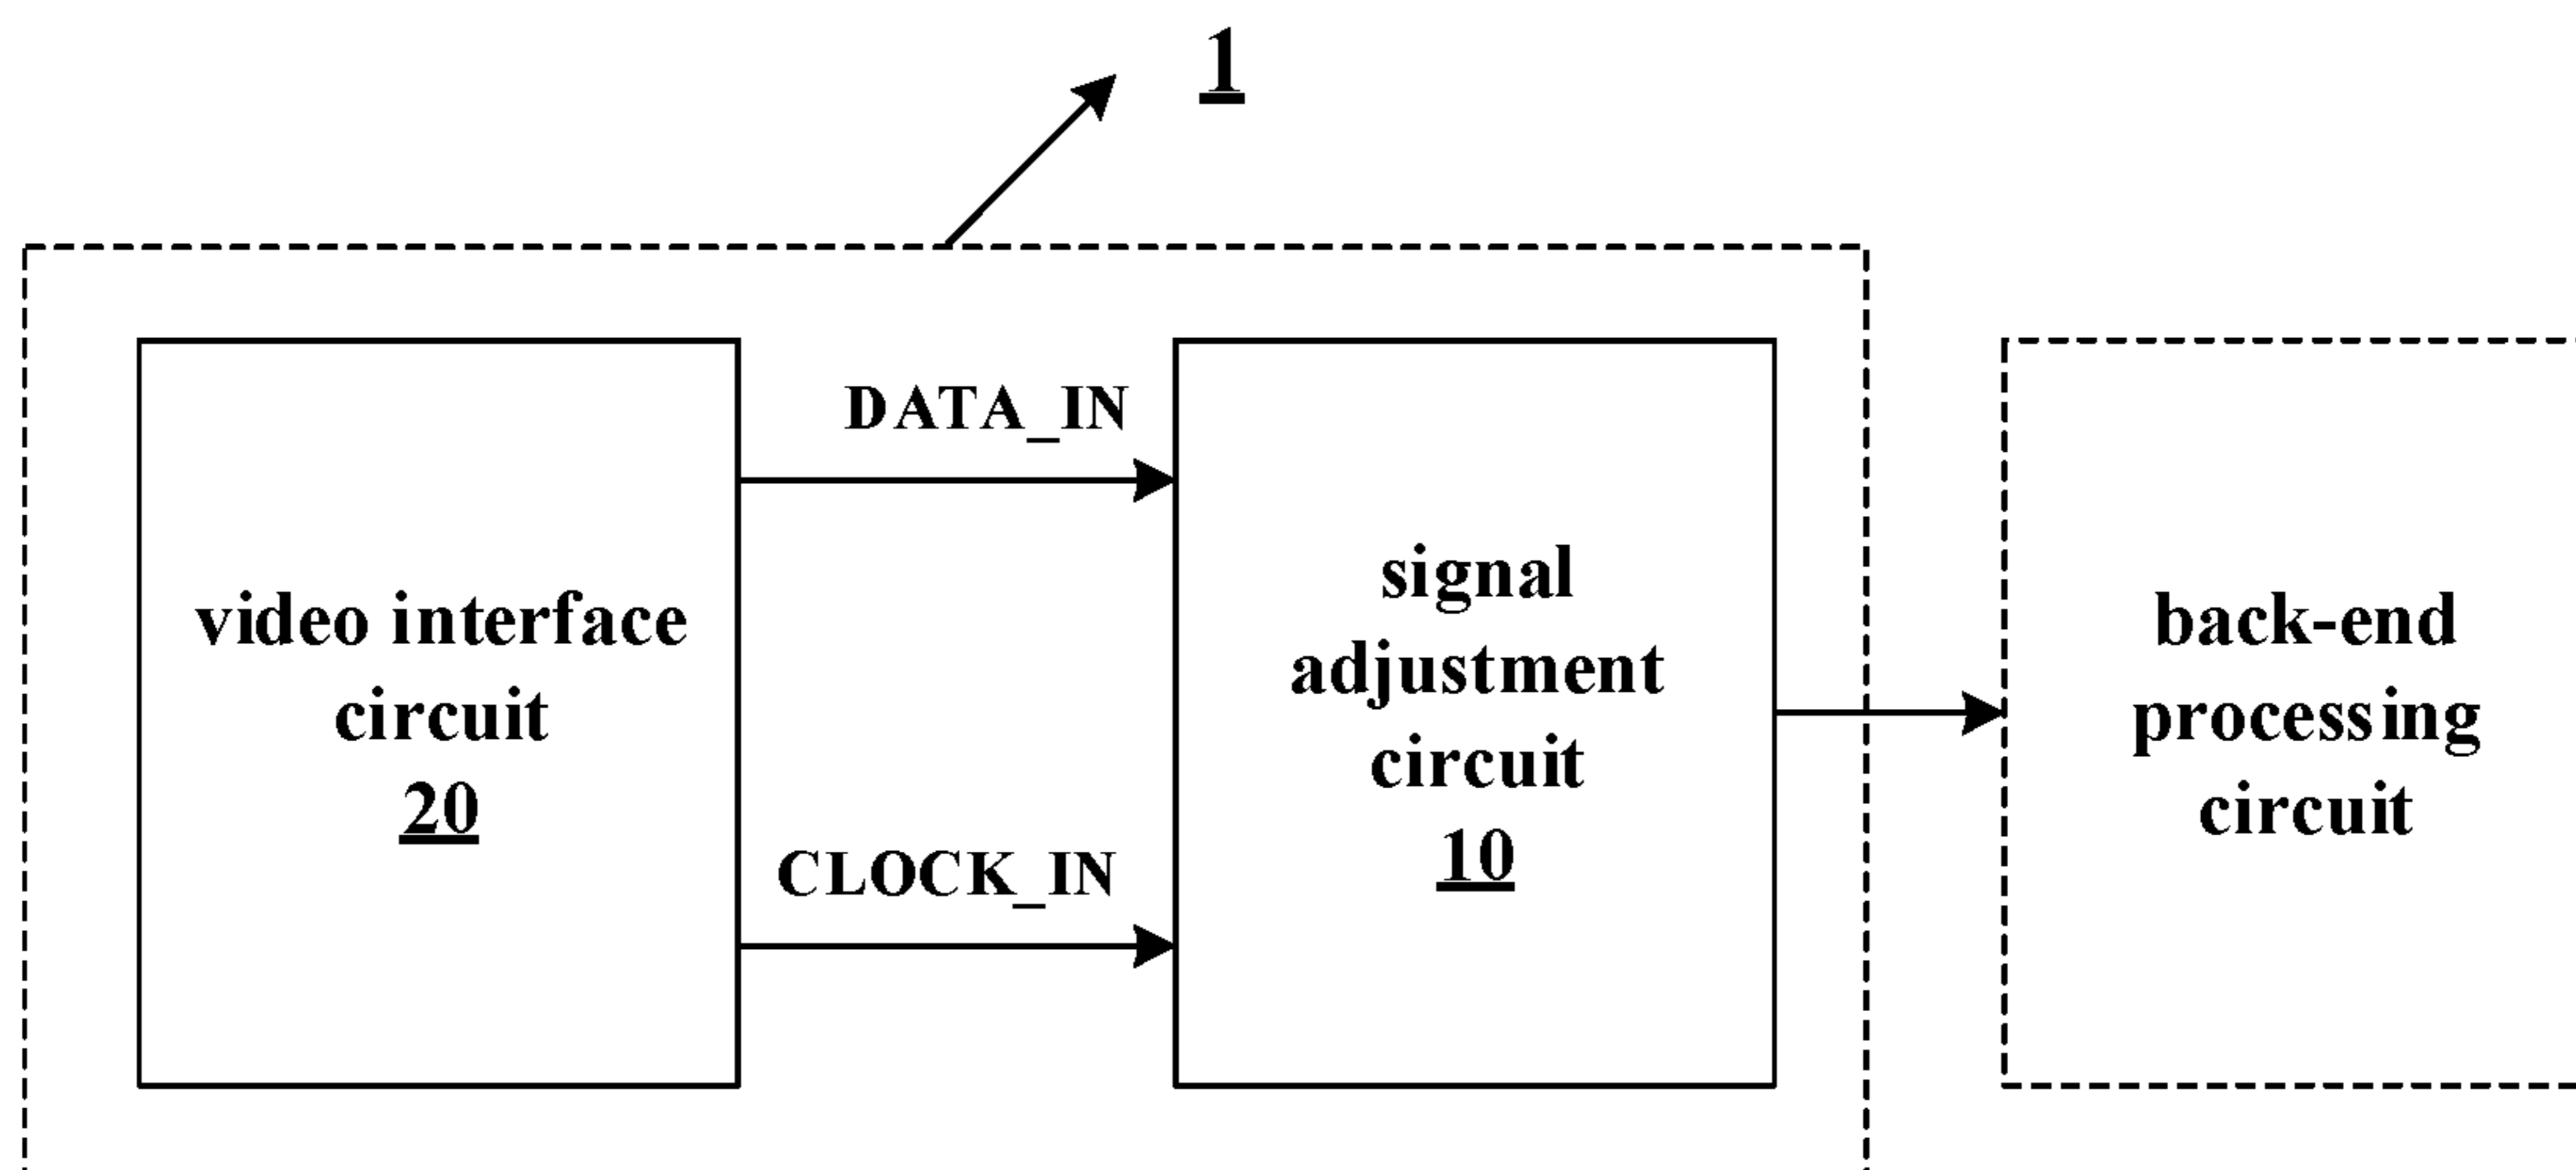 1
DATA_IN
video interface
circuit
20
CLOCK_IN
signal
adjustment
circuit
10
back-end
processing
circuit